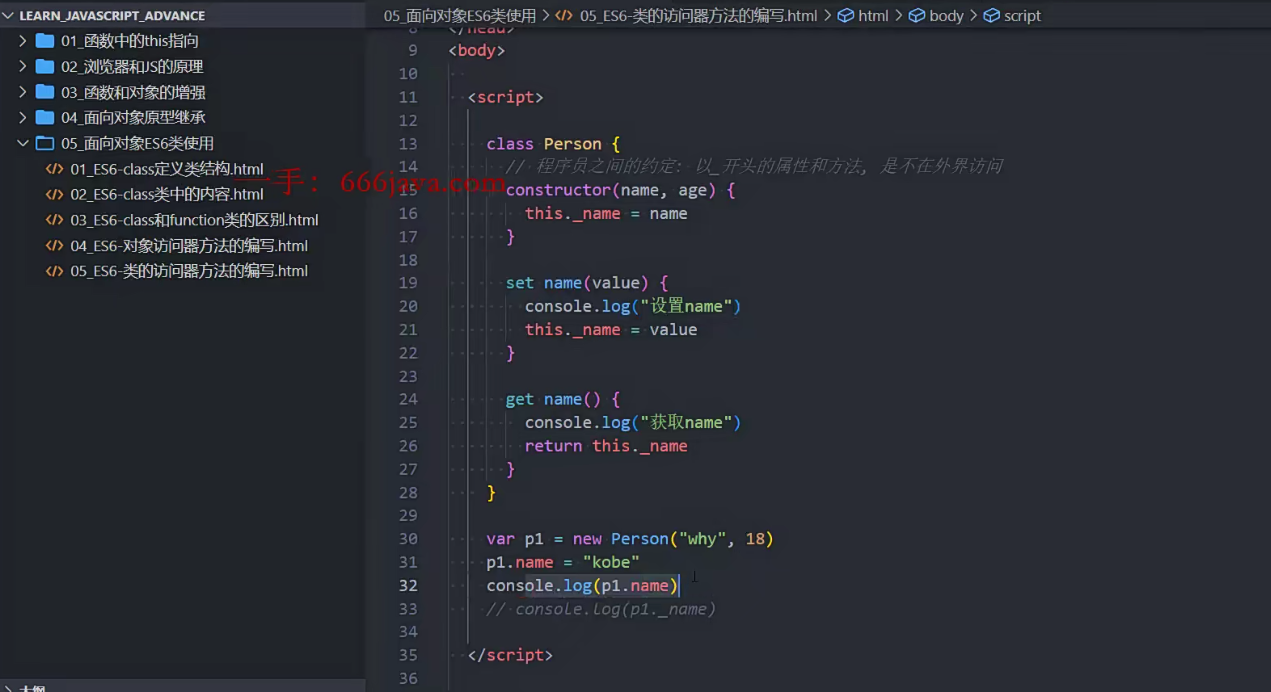 LEARN_JAVASCRIPT_ADVANCE
01_函数中的this指向
02_浏览器和JS的原理
03_函数和对象的增强
04_面向对象原型继承
05_面向对象ES6类使用
01_ES6-class定义类结构.html
02_ES6-class类中的内容.html
03_ES6-class和function类的区别.html
04_ES6-对象访问器方法的编写.html
05_ES6-类的访问器方法的编写.html
大纲
一手: 666java.com
05_面向对象ES6类使用 > 05_ES6-类的访问器方法的编写.html > html > body > script
8 </head>
9 <body>
10
11 <script>
12
13 class Person {
14 // 程序员之间的约定: 以_开头的属性和方法, 是不在外界访问
15 constructor(name, age) {
16 this._name = name
17 }
18
19 set name(value) {
20 console.log("设置name")
21 this._name = value
22 }
23
24 get name() {
25 console.log("获取name")
26 return this._name
27 }
28 }
29
30 var p1 = new Person("why", 18)
31 p1.name = "kobe"
32 console.log(p1.name)
33 // console.log(p1._name)
34
35 </script>
36